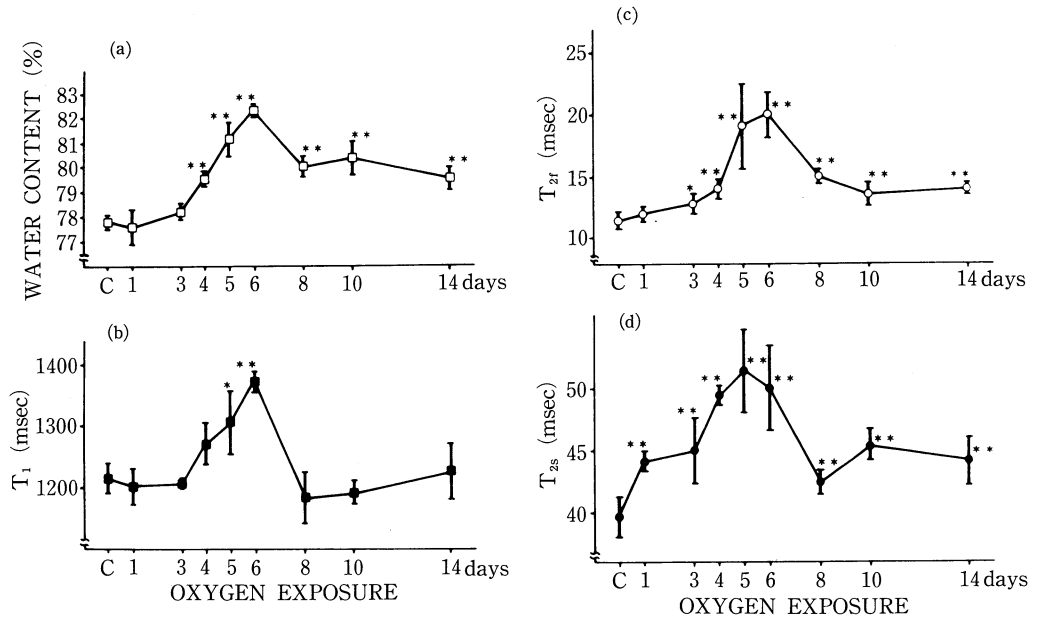 (a)
WATER CONTENT (%)
83
82
81
80
79
78
77
** ** ** ** ** **
C 1 3 4 5 6 8 10 14 days
(b)
T1 (msec)
1400
1300
1200
* **
C 1 3 4 5 6 8 10 14 days
OXYGEN EXPOSURE
(c)
T2f (msec)
25
20
15
10
* ** ** ** ** ** **
C 1 3 4 5 6 8 10 14 days
(d)
T2s (msec)
50
45
40
** ** ** ** ** ** ** **
C 1 3 4 5 6 8 10 14 days
OXYGEN EXPOSURE